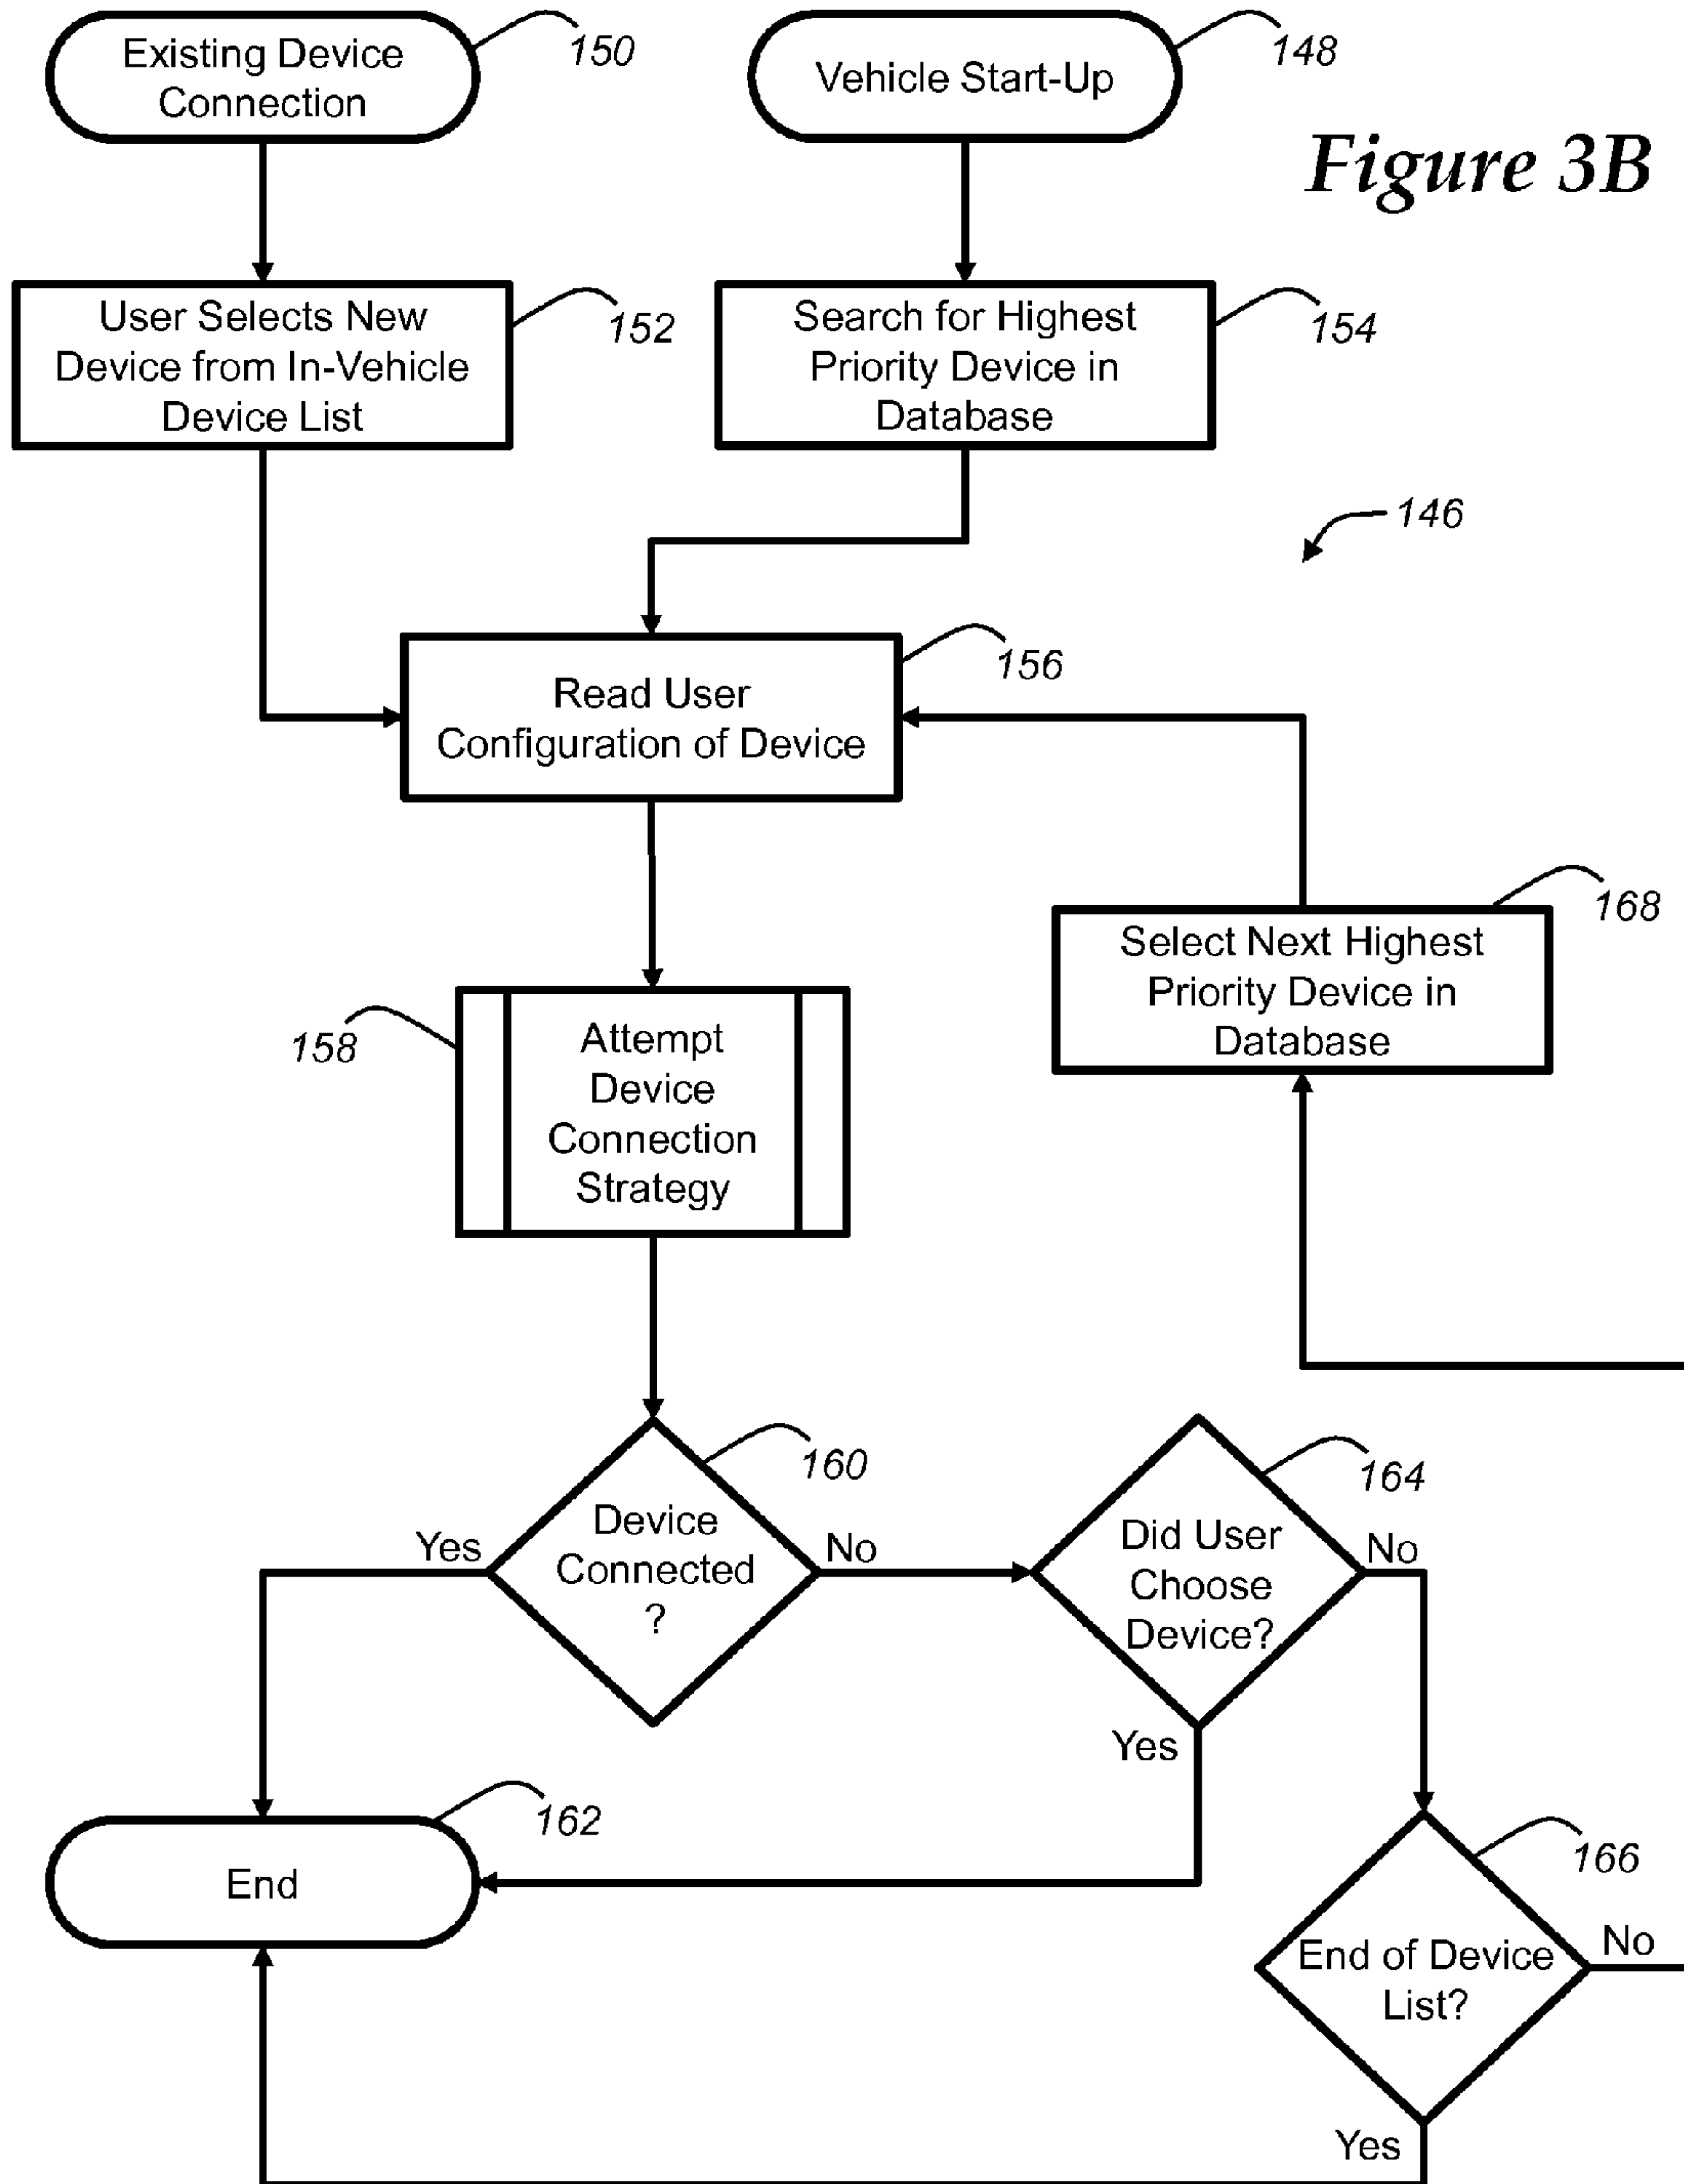 Existing Device
Connection
150
Vehicle Start-Up
148
Figure 3B
User Selects New
Device from In-Vehicle
Device List
152
Search for Highest
Priority Device in
Database
154
146
Read User
Configuration of Device
156
Select Next Highest
Priority Device in
Database
168
158
Attempt
Device
Connection
Strategy
160
164
Yes
Device
Connected
?
No
Did User
Choose
Device?
No
Yes
162
End
166
End of Device
List?
No
Yes